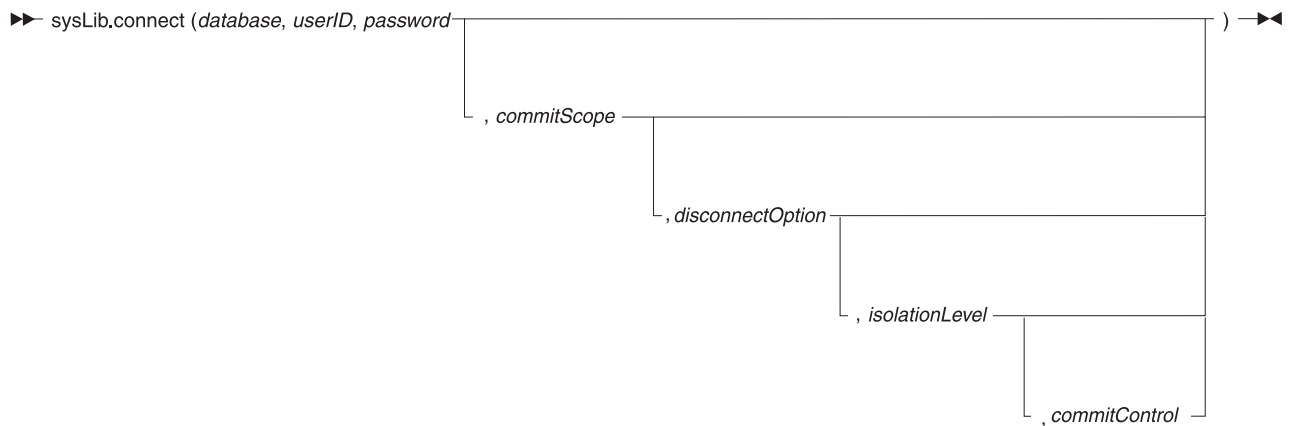 sysLib.connect (database, userID, password )
, commitScope
,disconnectOption
, isolationLevel
, commitControl